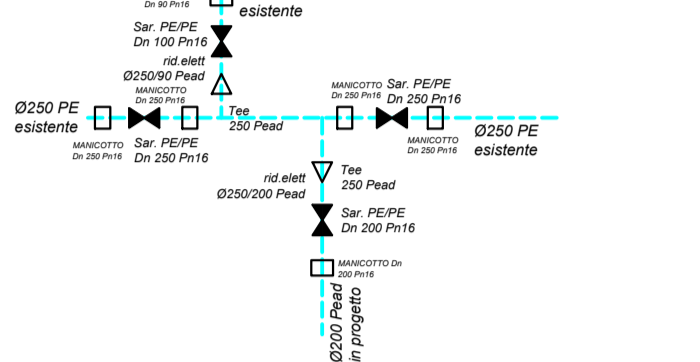 Dn 90 Pn16
esistente
Sar. PE/PE
Dn 100 Pn16
rid.elett
Ø250/90 Pead
MANICOTTO
Dn 250 Pn16
Ø250 PE
esistente
MANICOTTO
Dn 250 Pn16
Sar. PE/PE
Dn 250 Pn16
Tee
250 Pead
MANICOTTO
Dn 250 Pn16
Sar. PE/PE
Dn 250 Pn16
MANICOTTO
Dn 250 Pn16
Ø250 PE
esistente
rid.elett
Ø250/200 Pead
Tee
250 Pead
Sar. PE/PE
Dn 200 Pn16
MANICOTTO Dn
200 Pn16
Ø200 Pead
in progetto